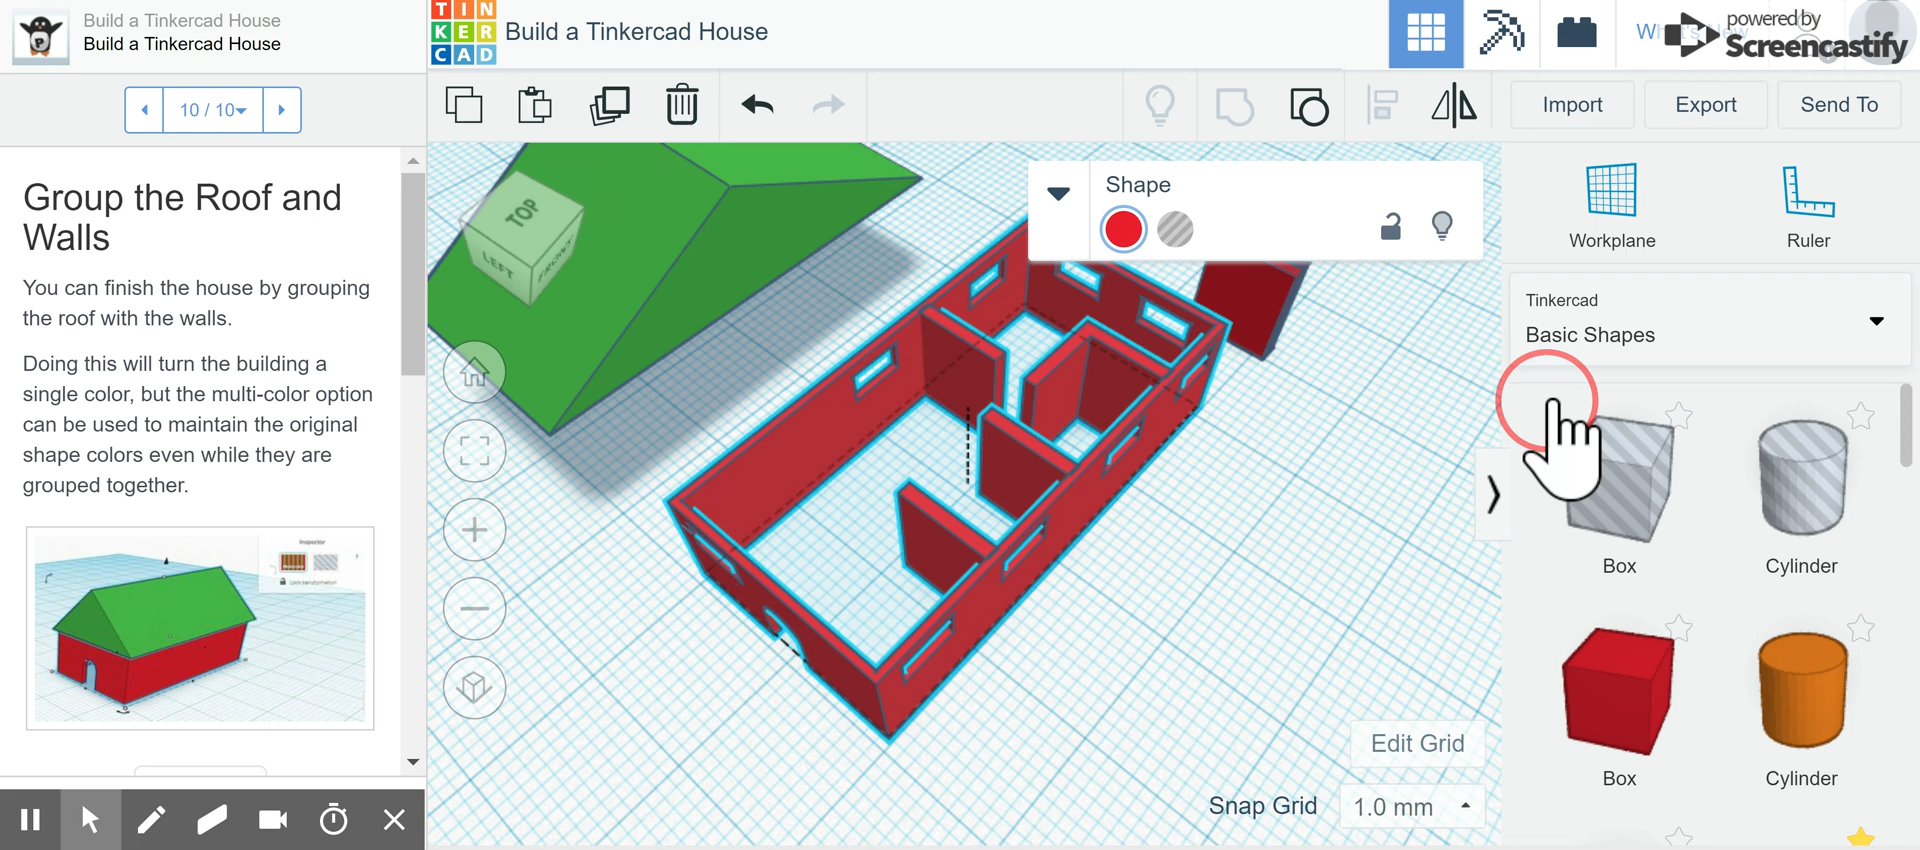 Build a Tinkercad House
Build a Tinkercad House
10 / 10
Group the Roof and
Walls
You can finish the house by grouping
the roof with the walls.
Doing this will turn the building a
single color, but the multi-color option
can be used to maintain the original
shape colors even while they are
grouped together.
Inspector
Lock transformation
TIN
KER
CAD
Build a Tinkercad House
powered by
Screencastify
Import
Export
Send To
TOP
LEFT
FRONT
Shape
Workplane
Ruler
Tinkercad
Basic Shapes
Box
Cylinder
Box
Cylinder
Edit Grid
Snap Grid
1.0 mm